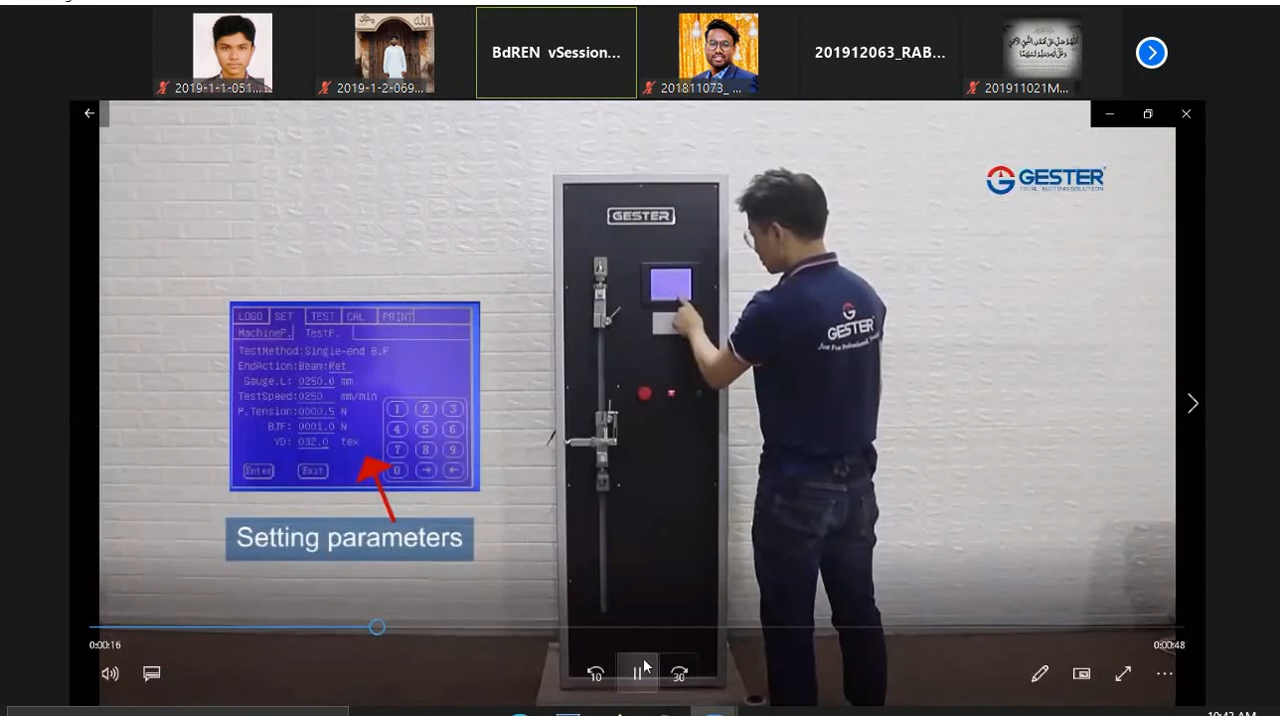 BdREN vSession...
201912063_RAB...
2019-1-1-051...
2019-1-2-069...
201811073_ ...
201911021M...
GESTER
TOTAL TESTING SOLUTION
GESTER
LOGO SET TEST CAL PRINT
MachineP. TestP.
TestMethod:Single-end B.F
EndAction:Beam:Ret
Gauge.L: 0250.0 mm
TestSpeed:0250 mm/min
P.Tension:0000.5 N
BJF: 0001.0 N
YD: 032.0 tex
1 2 3
4 5 6
7 8 9
0 → ←
Enter Exit
GESTER
Setting parameters
0:00:16
0:00:48
10
30
10:42 AM